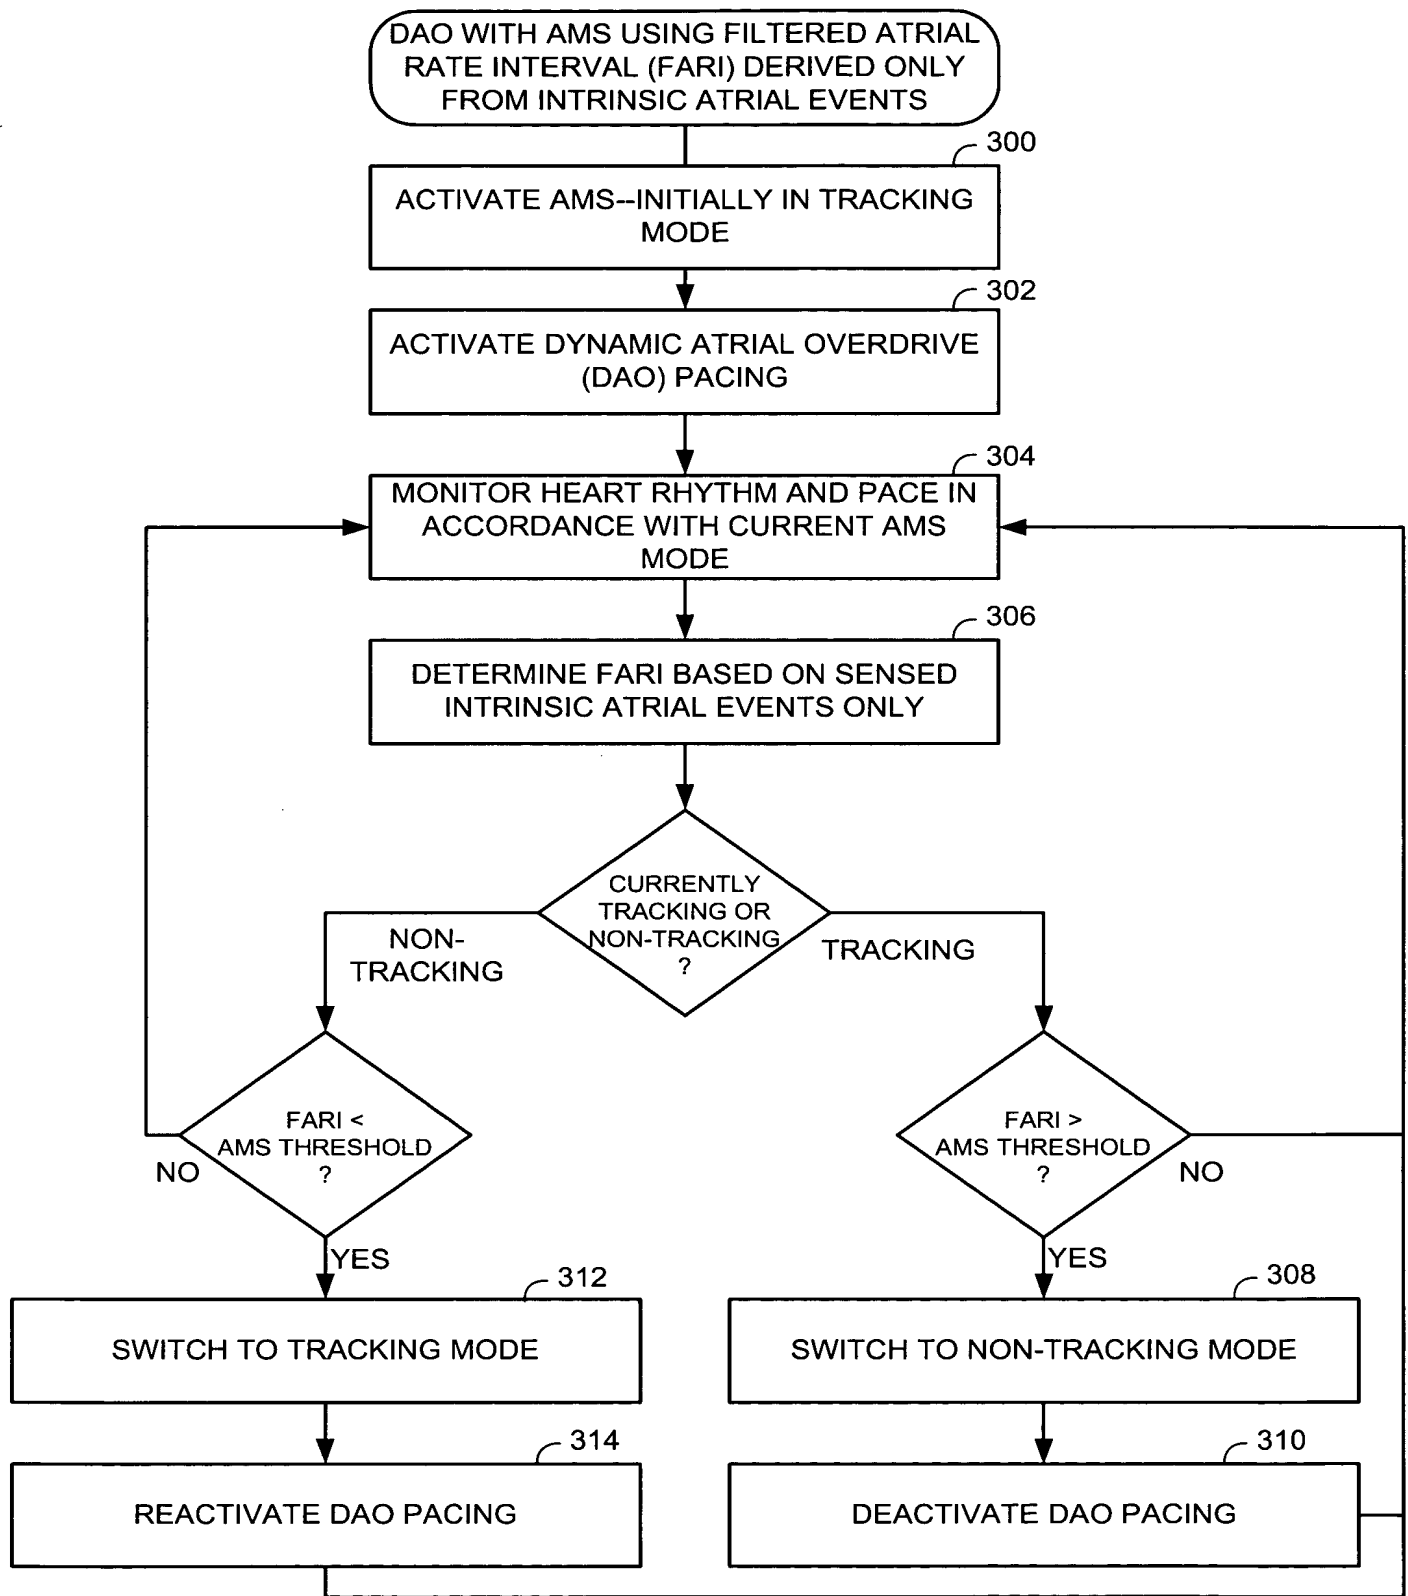 DAO WITH AMS USING FILTERED ATRIAL
RATE INTERVAL (FARI) DERIVED ONLY
FROM INTRINSIC ATRIAL EVENTS
300
ACTIVATE AMS--INITIALLY IN TRACKING
MODE
302
ACTIVATE DYNAMIC ATRIAL OVERDRIVE
(DAO) PACING
304
MONITOR HEART RHYTHM AND PACE IN
ACCORDANCE WITH CURRENT AMS
MODE
306
DETERMINE FARI BASED ON SENSED
INTRINSIC ATRIAL EVENTS ONLY
CURRENTLY
TRACKING OR
NON-TRACKING
?
NON-
TRACKING
TRACKING
FARI <
AMS THRESHOLD
?
NO
YES
FARI >
AMS THRESHOLD
?
NO
YES
312
SWITCH TO TRACKING MODE
308
SWITCH TO NON-TRACKING MODE
314
REACTIVATE DAO PACING
310
DEACTIVATE DAO PACING